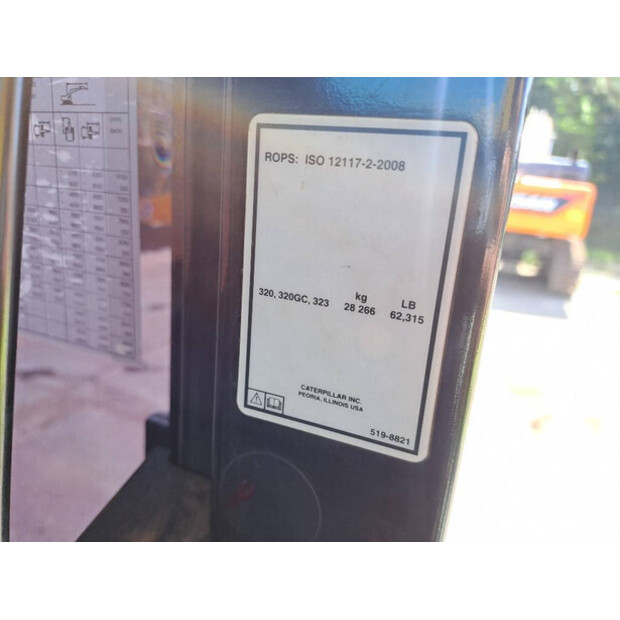 ROPS: ISO 12117-2-2008
kg LB
320, 320GC, 323 28 266 62,315
CATERPILLAR INC.
PEORIA, ILLINOIS USA
519-8821